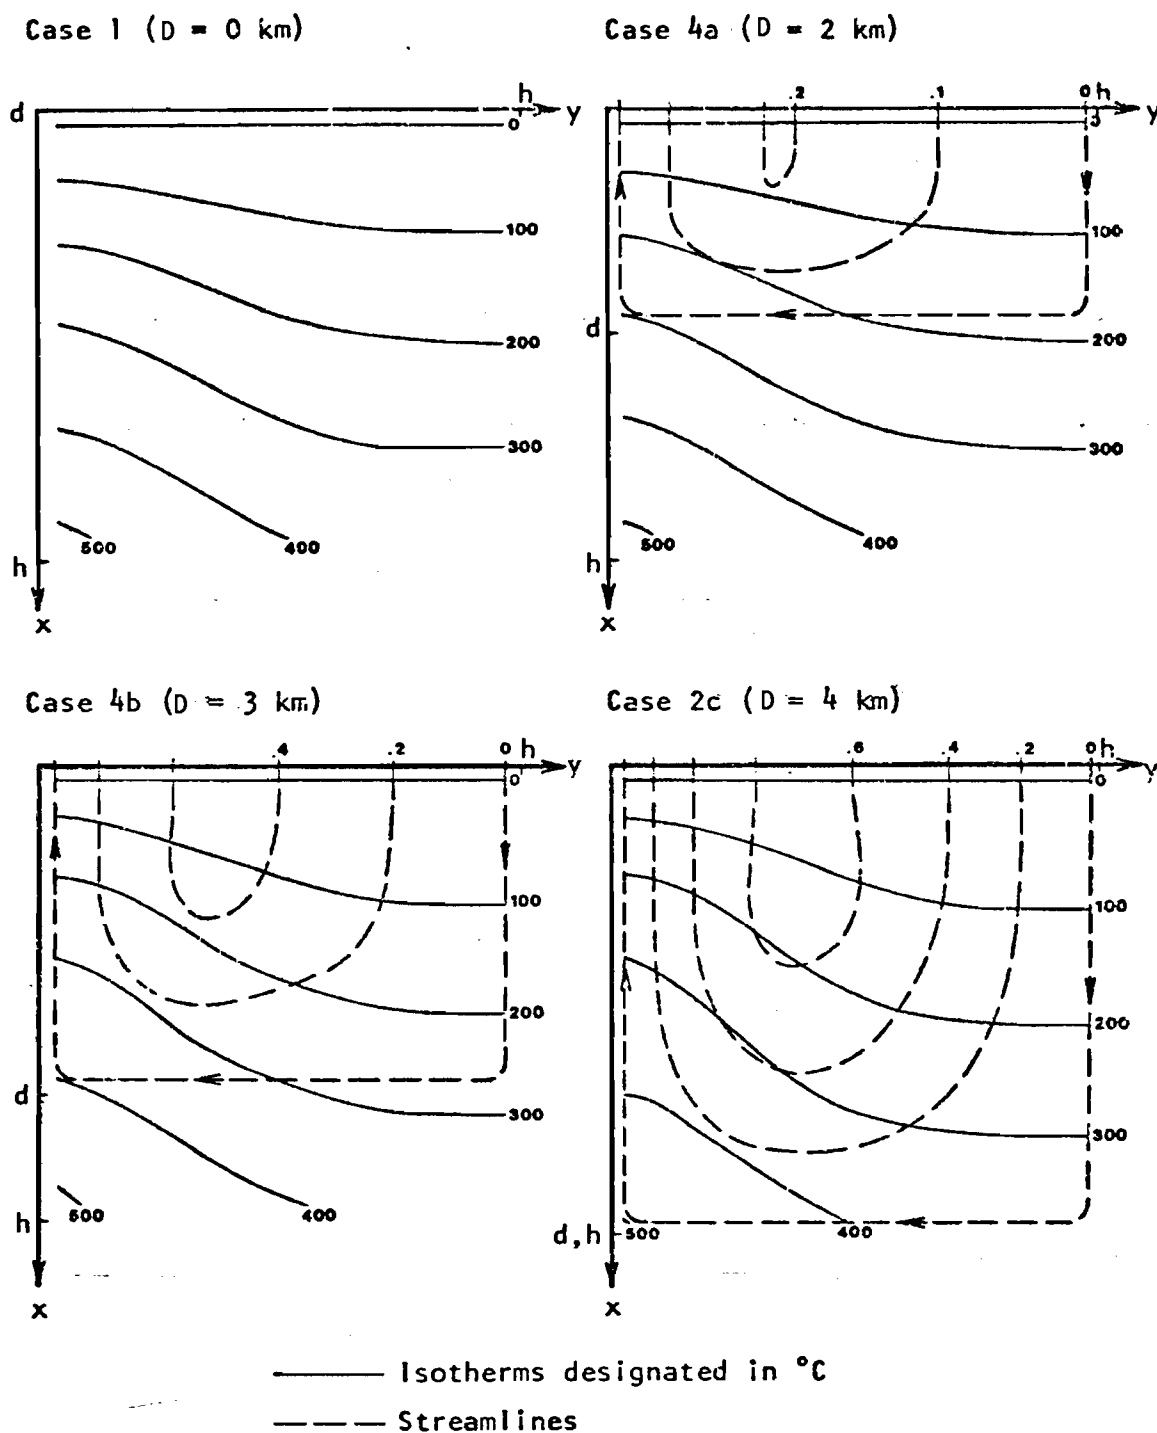 Case 1 (D = 0 km)
d
h
y
0
100
200
300
400
500
h
x
Case 4a (D = 2 km)
.2
.1
0
h
y
100
d
200
300
400
500
h
x
Case 4b (D = 3 km)
.4
.2
0
h
y
0
100
200
d
300
400
500
h
x
Case 2c (D = 4 km)
.6
.4
.2
0
h
y
0
100
200
300
d,h
500
400
x
Isotherms designated in °C
Streamlines